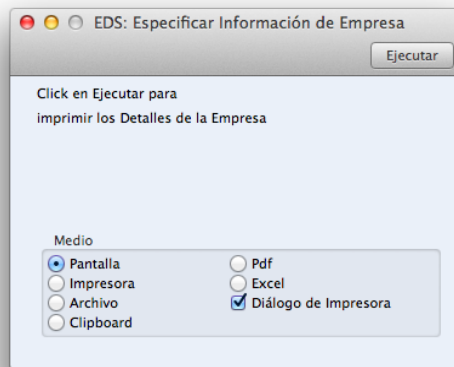 EDS: Especificar Información de Empresa
Ejecutar
Click en Ejecutar para
imprimir los Detalles de la Empresa
Medio
Pantalla
Pdf
Impresora
Excel
Archivo
Diálogo de Impresora
Clipboard